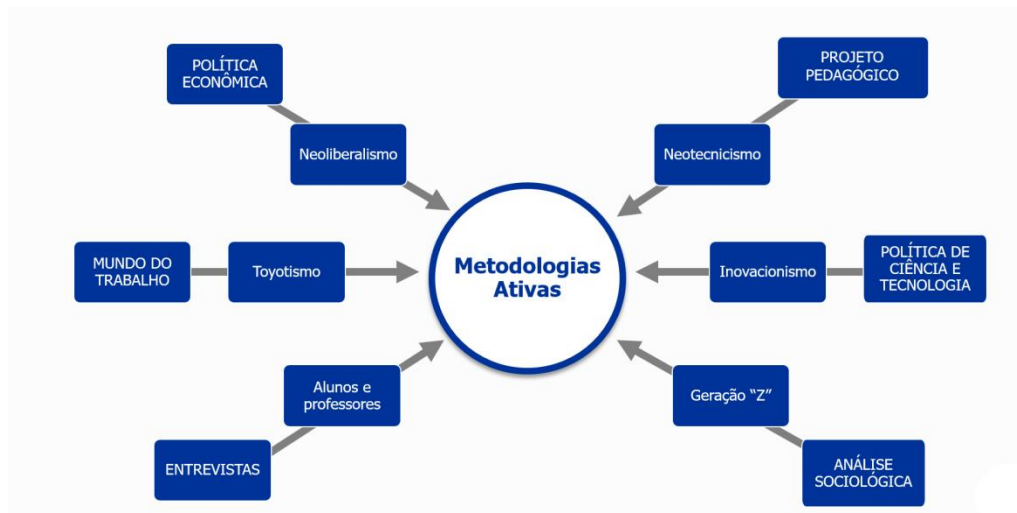 POLÍTICA
ECONÔMICA
Neoliberalismo
PROJETO
PEDAGÓGICO
Neotecnicismo
MUNDO DO
TRABALHO
Toyotismo
Metodologias
Ativas
Inovacionismo
POLÍTICA DE
CIÊNCIA E
TECNOLOGIA
Alunos e
professores
ENTREVISTAS
Geração “Z”
ANÁLISE
SOCIOLÓGICA